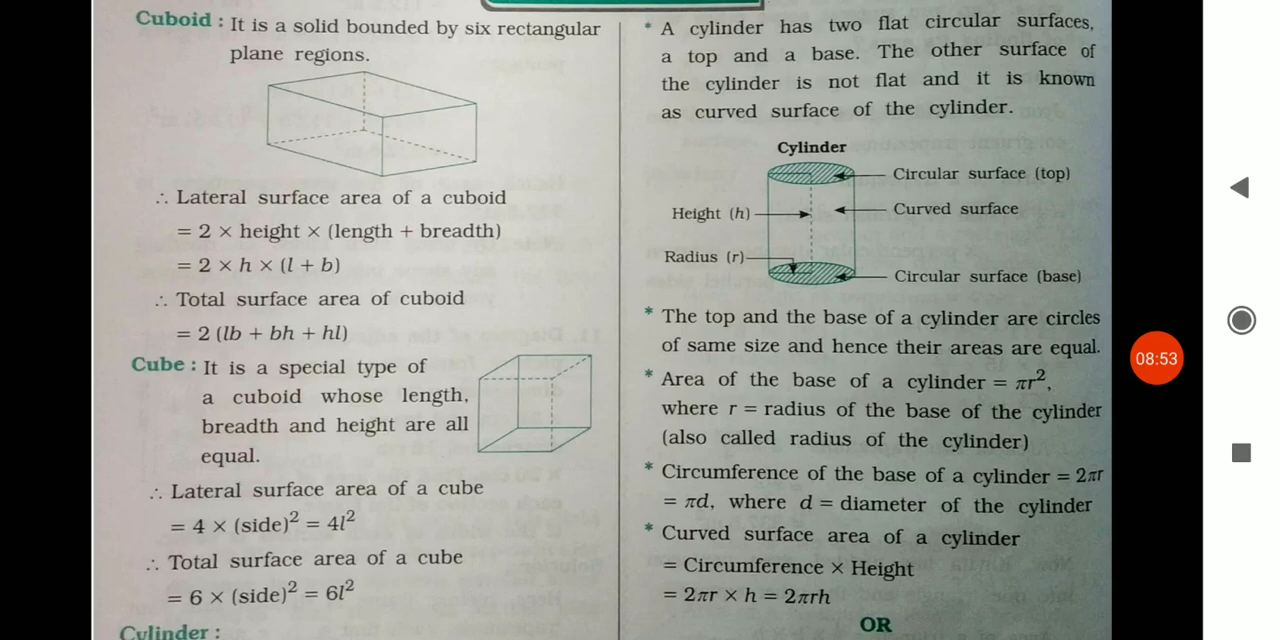 Cuboid : It is a solid bounded by six rectangular
plane regions.
∴ Lateral surface area of a cuboid
= 2 × height × (length + breadth)
= 2 × h × (l + b)
∴ Total surface area of cuboid
= 2 (lb + bh + hl)
Cube : It is a special type of
a cuboid whose length,
breadth and height are all
equal.
∴ Lateral surface area of a cube
= 4 × (side)² = 4l²
∴ Total surface area of a cube
= 6 × (side)² = 6l²
Cylinder :
* A cylinder has two flat circular surfaces,
a top and a base. The other surface of
the cylinder is not flat and it is known
as curved surface of the cylinder.
Cylinder
Circular surface (top)
Height (h)
Curved surface
Radius (r)
Circular surface (base)
* The top and the base of a cylinder are circles
of same size and hence their areas are equal.
* Area of the base of a cylinder = πr²,
where r = radius of the base of the cylinder
(also called radius of the cylinder)
* Circumference of the base of a cylinder = 2πr
= πd, where d = diameter of the cylinder
* Curved surface area of a cylinder
= Circumference × Height
= 2πr × h = 2πrh
OR
08:53